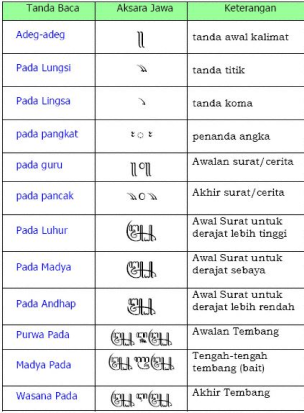 Tanda Baca Aksara Jawa Keterangan
Adeg-adeg ꧋ tanda awal kalimat
Pada Lungsi ꧉ tanda titik
Pada Lingsa ꧈ tanda koma
pada pangkat ꧇ penanda angka
pada guru ꧋꧆꧋ Awalan surat/cerita
pada pancak ꧉꧆꧉ Akhir surat/cerita
Pada Luhur Awal Surat untuk
derajat lebih tinggi
Pada Madya Awal Surat untuk
derajat sebaya
Pada Andhap Awal Surat untuk
derajat lebih rendah
Purwa Pada Awalan Tembang
Madya Pada Tengah-tengah
tembang (bait)
Wasana Pada Akhir Tembang